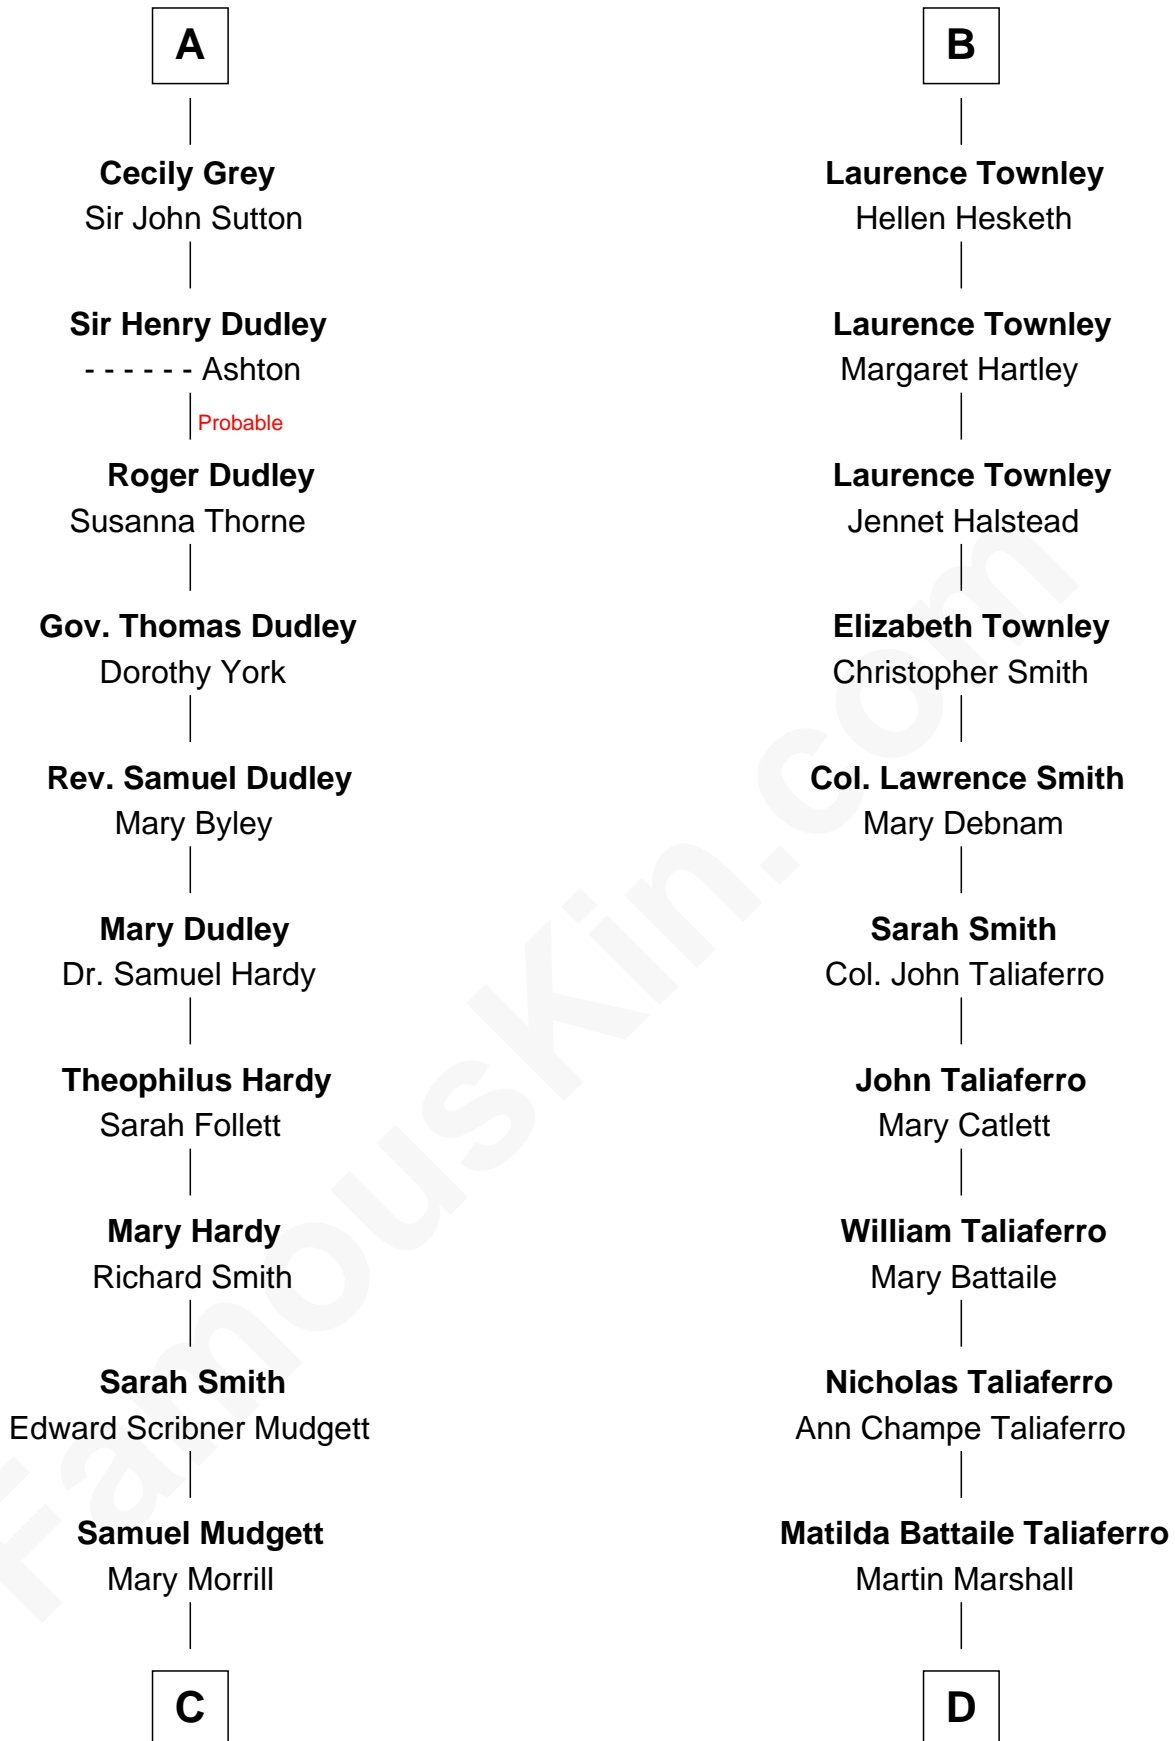 A
Cecily Grey
Sir John Sutton
Sir Henry Dudley
- - - - - - Ashton
Probable
Roger Dudley
Susanna Thorne
Gov. Thomas Dudley
Dorothy York
Rev. Samuel Dudley
Mary Byley
Mary Dudley
Dr. Samuel Hardy
Theophilus Hardy
Sarah Follett
Mary Hardy
Richard Smith
Sarah Smith
Edward Scribner Mudgett
Samuel Mudgett
Mary Morrill
C
B
Laurence Townley
Hellen Hesketh
Laurence Townley
Margaret Hartley
Laurence Townley
Jennet Halstead
Elizabeth Townley
Christopher Smith
Col. Lawrence Smith
Mary Debnam
Sarah Smith
Col. John Taliaferro
John Taliaferro
Mary Catlett
William Taliaferro
Mary Battaile
Nicholas Taliaferro
Ann Champe Taliaferro
Matilda Battaile Taliaferro
Martin Marshall
D
FamousKin.com